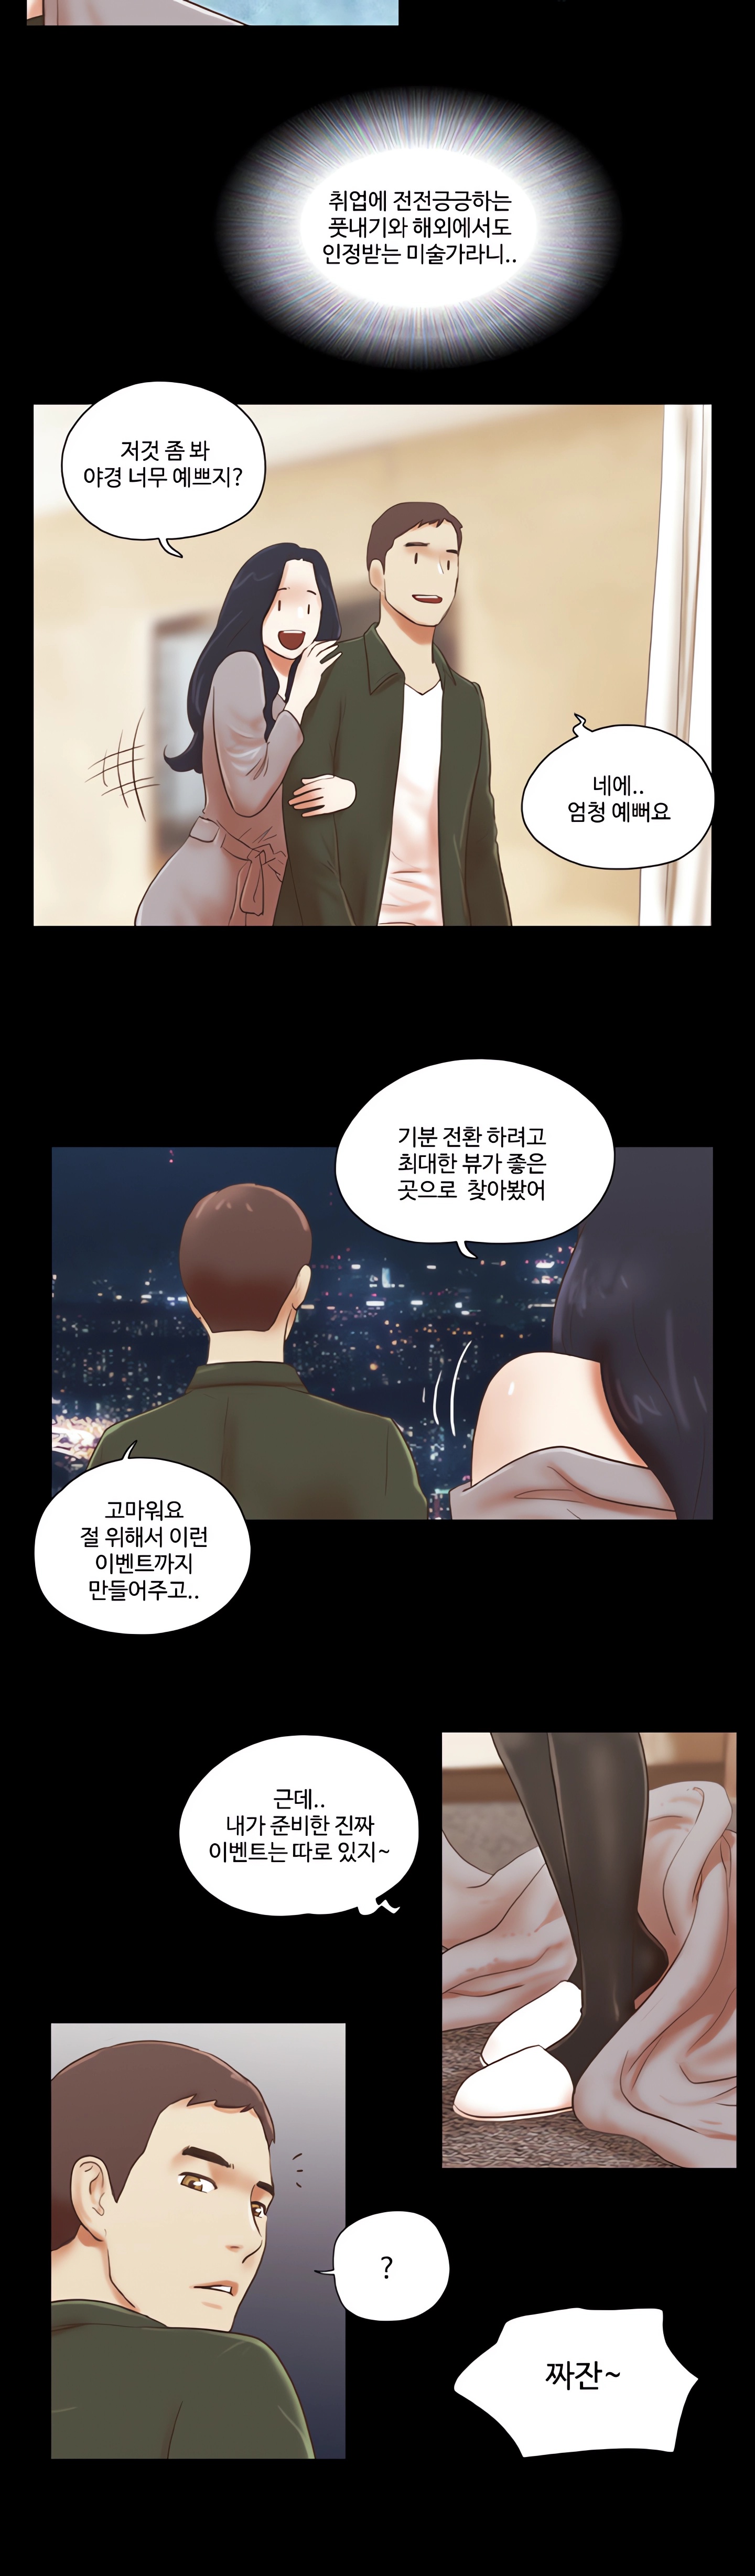 취업에 전전긍긍하는
풋내기와 해외에서도
인정받는 미술가라니..
저것 좀 봐
야경 너무 예쁘지?
네에..
엄청 예뻐요
기분 전환 하려고
최대한 뷰가 좋은
곳으로 찾아봤어
고마워요
절 위해서 이런
이벤트까지
만들어주고..
근데..
내가 준비한 진짜
이벤트는 따로 있지~
?
짜잔~